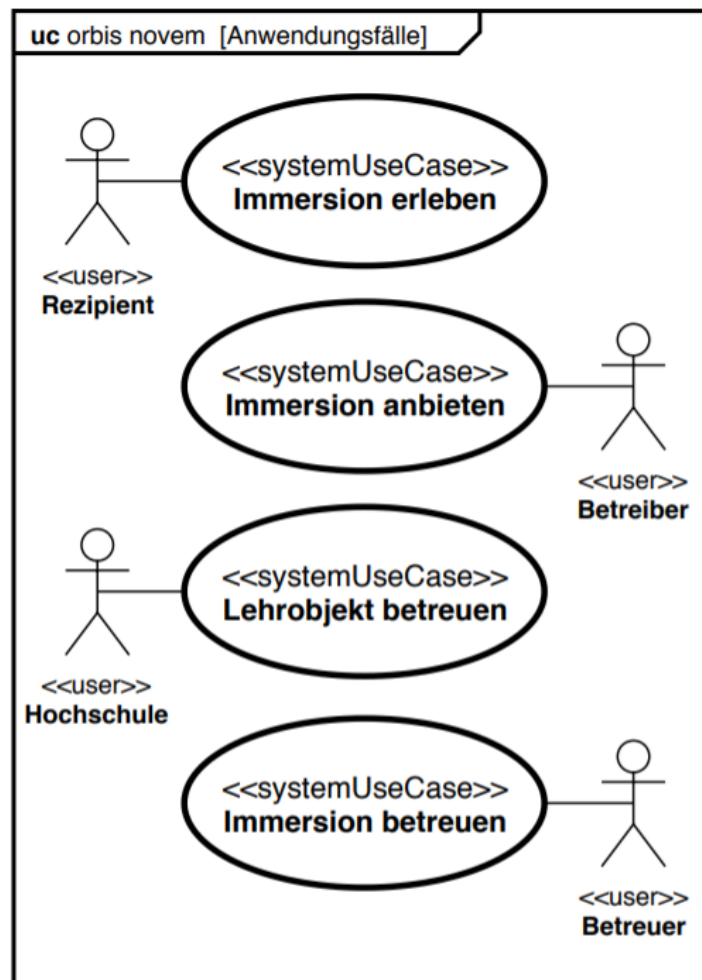 uc orbis novem [Anwendungsfälle]
<<systemUseCase>>
Immersion erleben
<<user>>
Rezipient
<<systemUseCase>>
Immersion anbieten
<<user>>
Betreiber
<<systemUseCase>>
Lehrobjekt betreuen
<<user>>
Hochschule
<<systemUseCase>>
Immersion betreuen
<<user>>
Betreuer